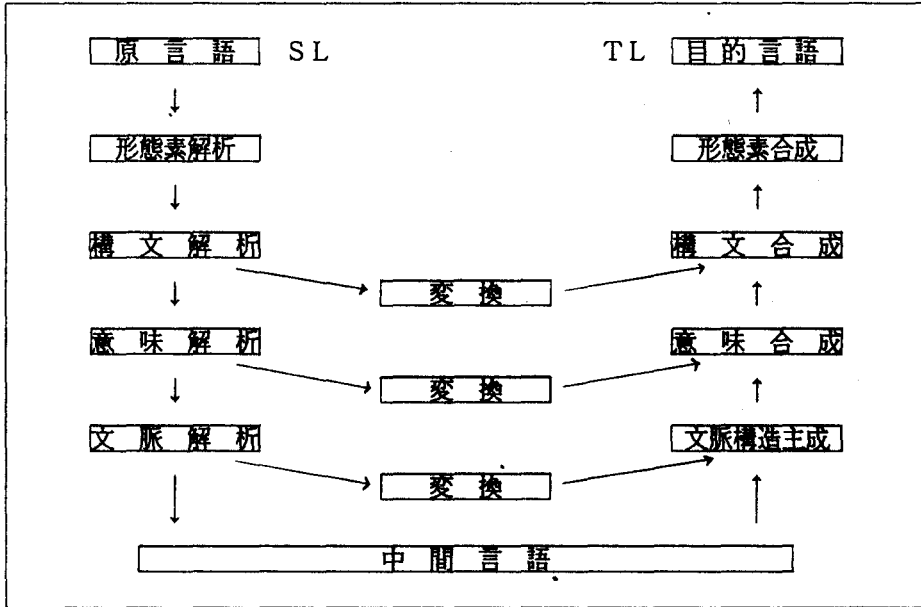 原言語 SL TL 目的言語
形態素解析 形態素合成
構文解析 構文合成
変換
意味解析 意味合成
変換
文脈解析 文脈構造主成
変換
中間言語